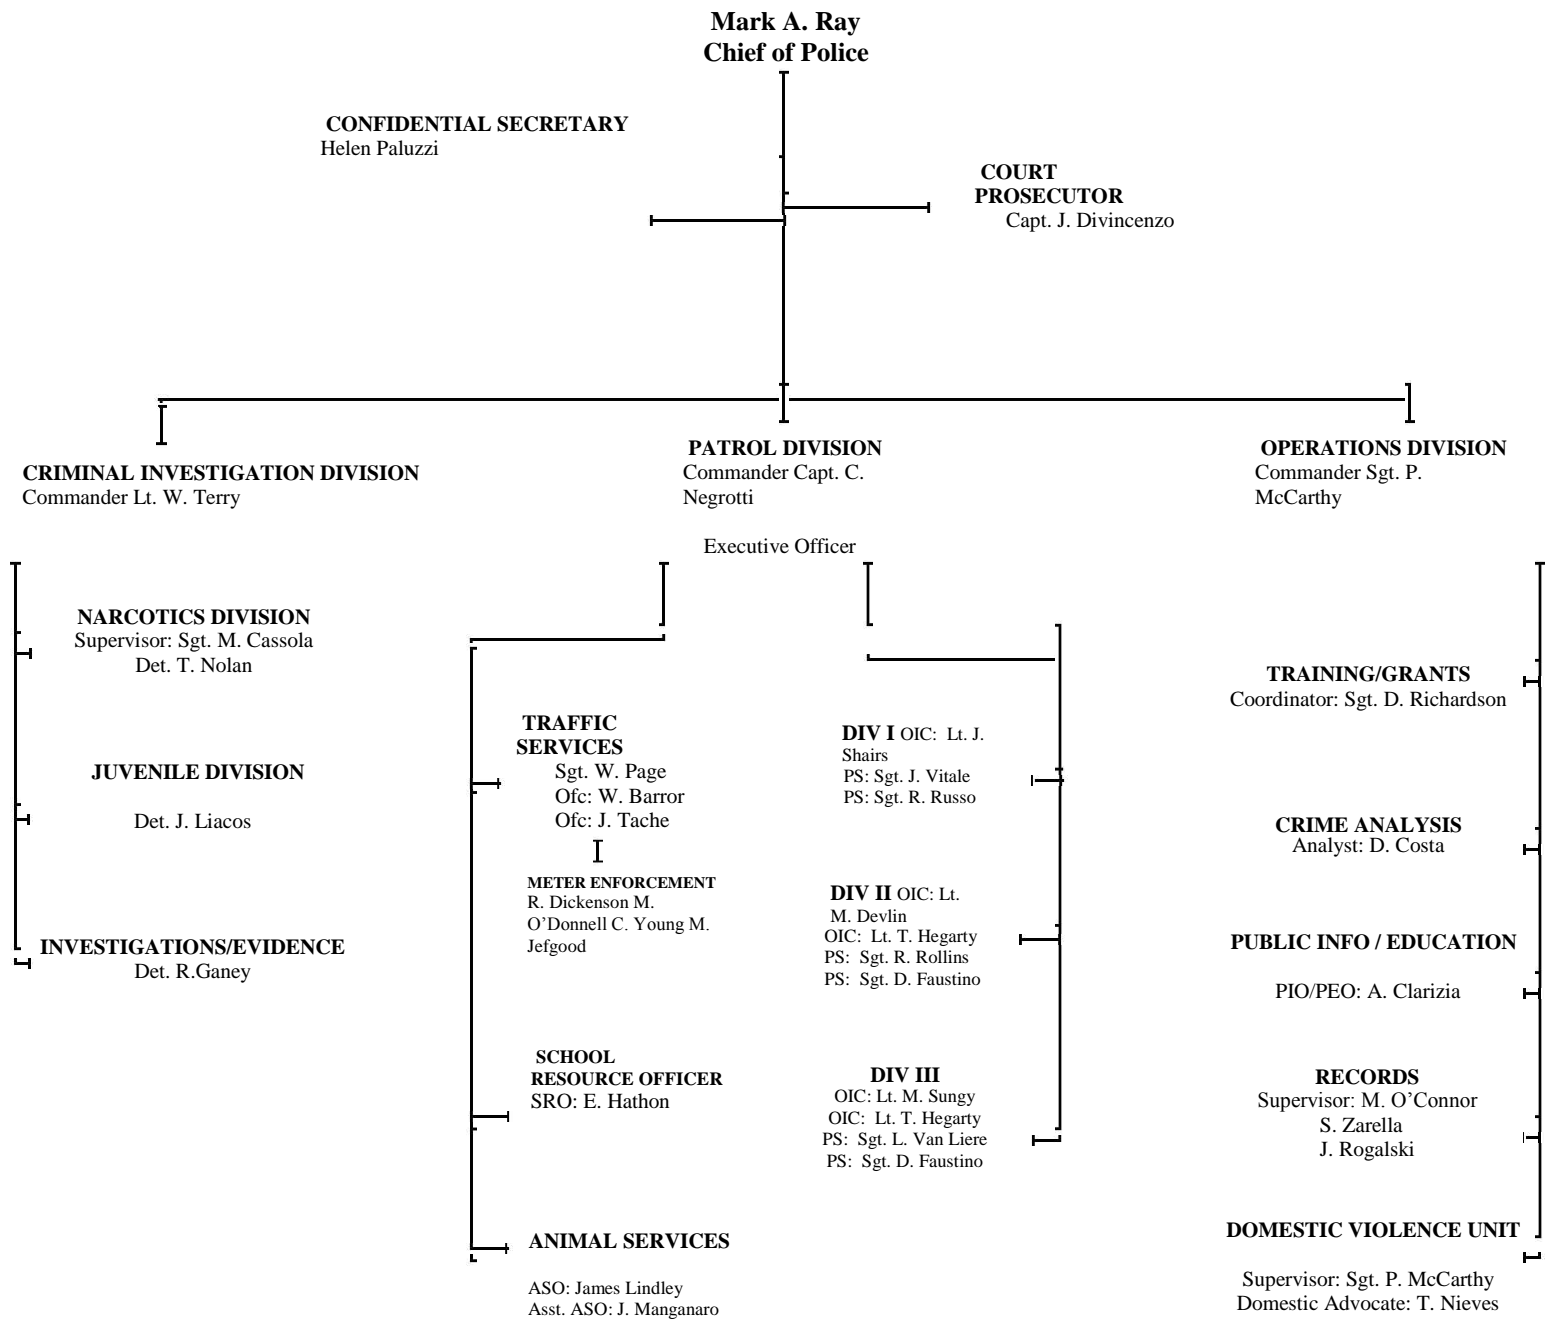 Mark A. Ray
Chief of Police
CONFIDENTIAL SECRETARY
Helen Paluzzi
COURT
PROSECUTOR
Capt. J. Divincenzo
CRIMINAL INVESTIGATION DIVISION
Commander Lt. W. Terry
PATROL DIVISION
Commander Capt. C.
Negrotti
Executive Officer
OPERATIONS DIVISION
Commander Sgt. P.
McCarthy
NARCOTICS DIVISION
Supervisor: Sgt. M. Cassola
Det. T. Nolan
JUVENILE DIVISION
Det. J. Liacos
INVESTIGATIONS/EVIDENCE
Det. R.Ganey
TRAFFIC
SERVICES
Sgt. W. Page
Ofc: W. Barror
Ofc: J. Tache
METER ENFORCEMENT
R. Dickenson M.
O’Donnell C. Young M.
Jefgood
SCHOOL
RESOURCE OFFICER
SRO: E. Hathon
ANIMAL SERVICES
ASO: James Lindley
Asst. ASO: J. Manganaro
DIV I OIC: Lt. J.
Shairs
PS: Sgt. J. Vitale
PS: Sgt. R. Russo
DIV II OIC: Lt.
M. Devlin
OIC: Lt. T. Hegarty
PS: Sgt. R. Rollins
PS: Sgt. D. Faustino
DIV III
OIC: Lt. M. Sungy
OIC: Lt. T. Hegarty
PS: Sgt. L. Van Liere
PS: Sgt. D. Faustino
TRAINING/GRANTS
Coordinator: Sgt. D. Richardson
CRIME ANALYSIS
Analyst: D. Costa
PUBLIC INFO / EDUCATION
PIO/PEO: A. Clarizia
RECORDS
Supervisor: M. O’Connor
S. Zarella
J. Rogalski
DOMESTIC VIOLENCE UNIT
Supervisor: Sgt. P. McCarthy
Domestic Advocate: T. Nieves